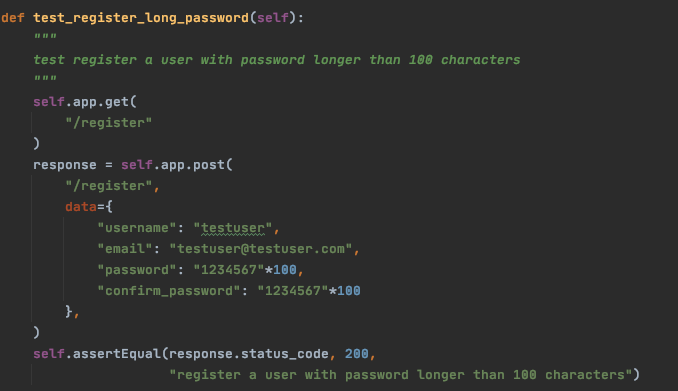 def test_register_long_password(self):
    """
    test register a user with password longer than 100 characters
    """
    self.app.get(
        "/register"
    )
    response = self.app.post(
        "/register",
        data={
            "username": "testuser",
            "email": "testuser@testuser.com",
            "password": "1234567"*100,
            "confirm_password": "1234567"*100
        },
    )
    self.assertEqual(response.status_code, 200,
                     "register a user with password longer than 100 characters")